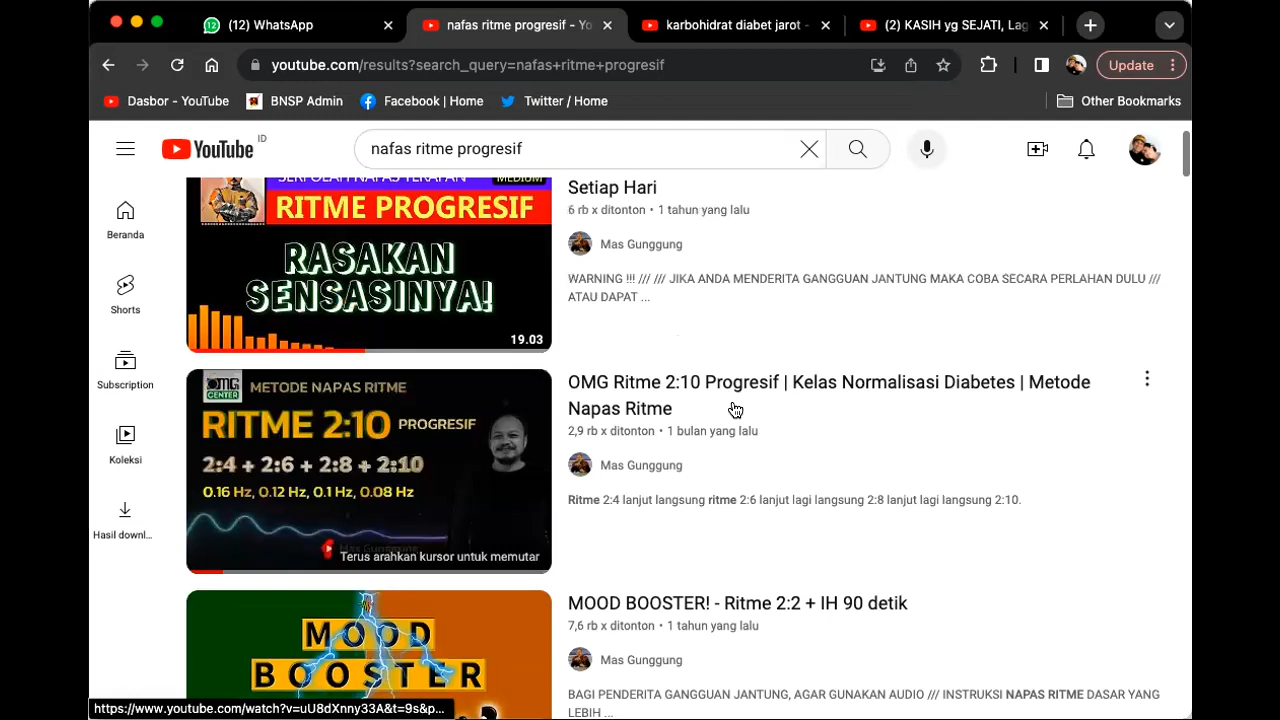 (12) WhatsApp
nafas ritme progresif - Yo
karbohidrat diabet jarot -
(2) KASIH yg SEJATI, Lag
youtube.com/results?search_query=nafas+ritme+progresif
Update
Dasbor - YouTube
BNSP Admin
Facebook | Home
Twitter / Home
Other Bookmarks
YouTube
ID
nafas ritme progresif
Beranda
Shorts
Subscription
Koleksi
Hasil downl...
MEDIUM
RITME PROGRESIF
RASAKAN
SENSASINYA!
19.03
Setiap Hari
6 rb x ditonton • 1 tahun yang lalu
Mas Gunggung
WARNING !!! /// /// JIKA ANDA MENDERITA GANGGUAN JANTUNG MAKA COBA SECARA PERLAHAN DULU ///
ATAU DAPAT ...
OMG
CENTER
METODE NAPAS RITME
RITME 2:10 PROGRESIF
2:4 + 2:6 + 2:8 + 2:10
0.16 Hz, 0.12 Hz, 0.1 Hz, 0.08 Hz
Mas Gunggung
Terus arahkan kursor untuk memutar
OMG Ritme 2:10 Progresif | Kelas Normalisasi Diabetes | Metode
Napas Ritme
2,9 rb x ditonton • 1 bulan yang lalu
Mas Gunggung
Ritme 2:4 lanjut langsung ritme 2:6 lanjut lagi langsung 2:8 lanjut lagi langsung 2:10.
MOOD
BOOSTER
MOOD BOOSTER! - Ritme 2:2 + IH 90 detik
7,6 rb x ditonton • 1 tahun yang lalu
Mas Gunggung
BAGI PENDERITA GANGGUAN JANTUNG, AGAR GUNAKAN AUDIO /// INSTRUKSI NAPAS RITME DASAR YANG
LEBIH ...
https://www.youtube.com/watch?v=uU8dXnny33A&t=9s&p...